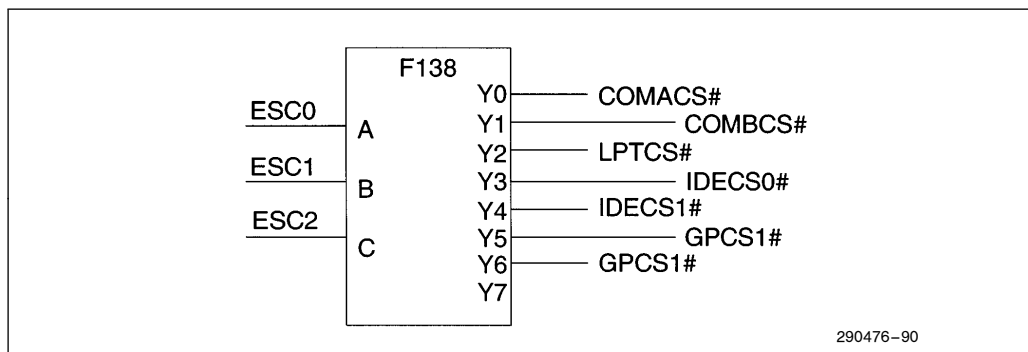 F138
Y0 COMACS#
ESC0
A
Y1 COMBCS#
Y2 LPTCS#
ESC1
B
Y3 IDECS0#
Y4 IDECS1#
ESC2
C
Y5 GPCS1#
Y6 GPCS1#
Y7
290476–90